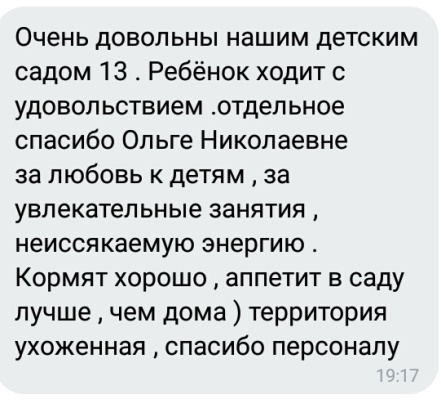 Очень довольны нашим детским
садом 13 . Ребёнок ходит с
удовольствием .отдельное
спасибо Ольге Николаевне
за любовь к детям , за
увлекательные занятия ,
неиссякаемую энергию .
Кормят хорошо , аппетит в саду
лучше , чем дома ) территория
ухоженная , спасибо персоналу
19:17